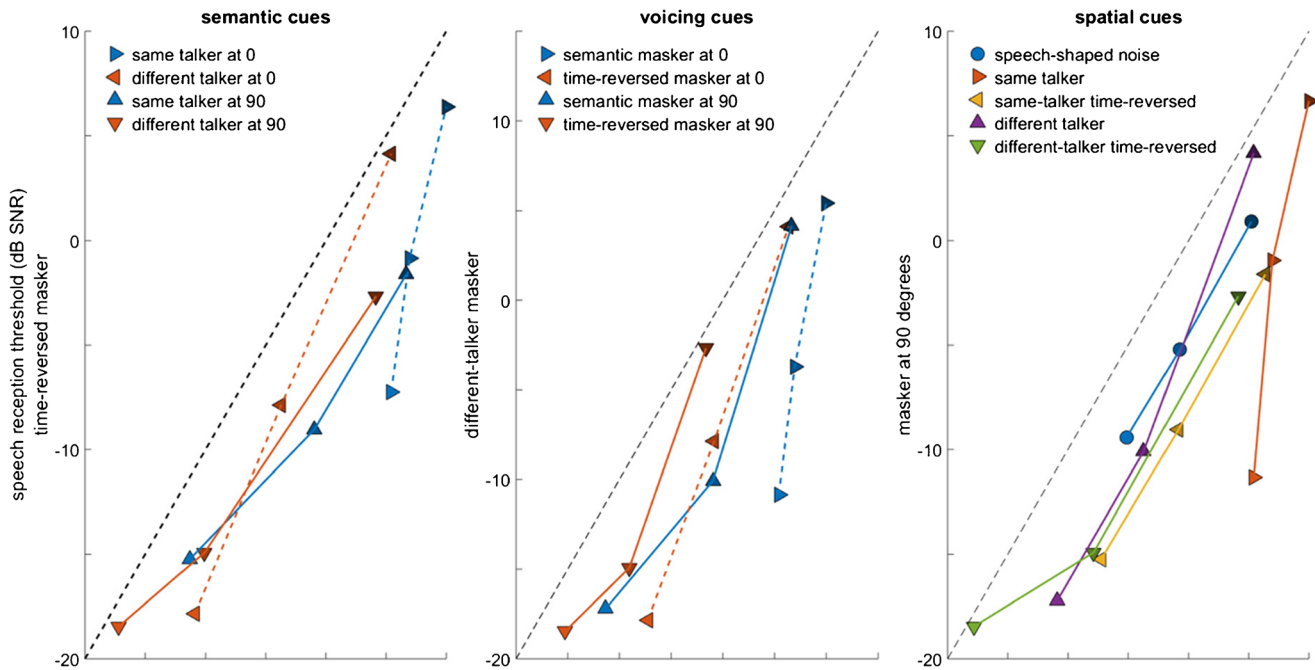 semantic cues
10
0
-10
-20
speech reception threshold (dB SNR)
time-reversed masker
same talker at 0
different talker at 0
same talker at 90
different talker at 90
voicing cues
10
0
-10
-20
different-talker masker
semantic masker at 0
time-reversed masker at 0
semantic masker at 90
time-reversed masker at 90
spatial cues
10
0
-10
-20
masker at 90 degrees
speech-shaped noise
same talker
same-talker time-reversed
different talker
different-talker time-reversed